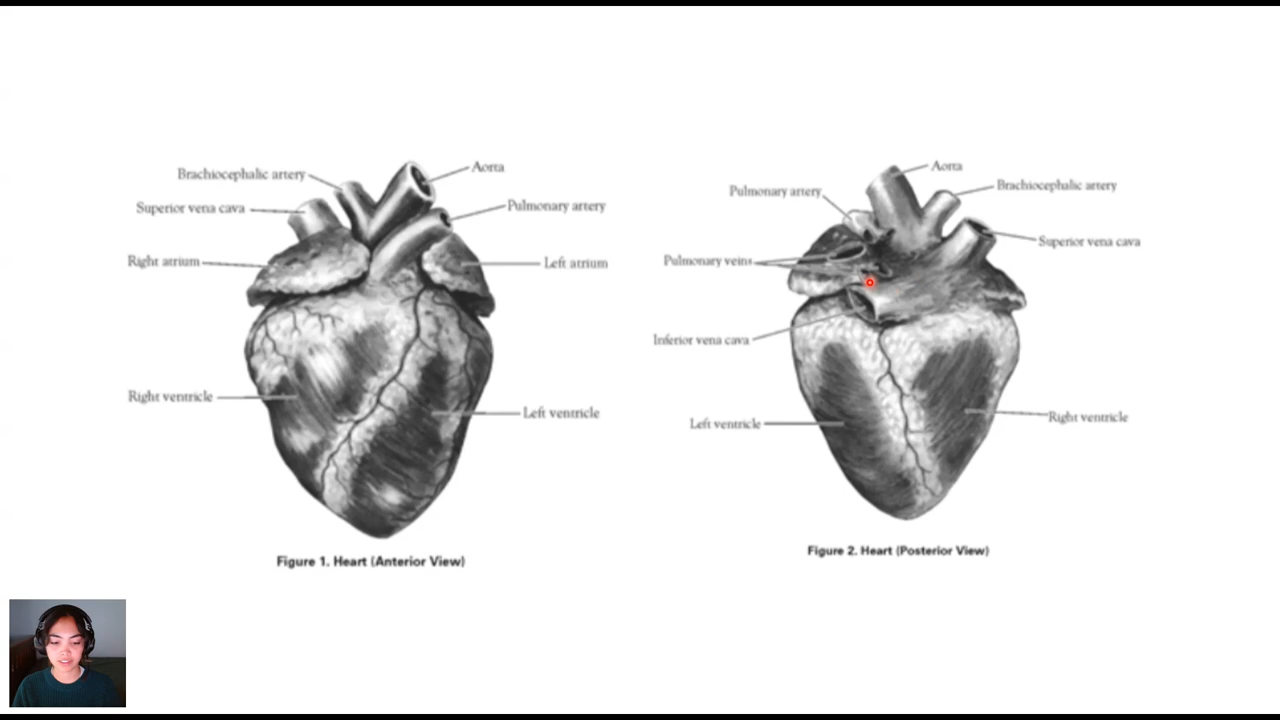 Brachiocephalic artery
Aorta
Superior vena cava
Pulmonary artery
Right atrium
Left atrium
Right ventricle
Left ventricle
Figure 1. Heart (Anterior View)
Aorta
Pulmonary artery
Brachiocephalic artery
Superior vena cava
Pulmonary veins
Inferior vena cava
Left ventricle
Right ventricle
Figure 2. Heart (Posterior View)